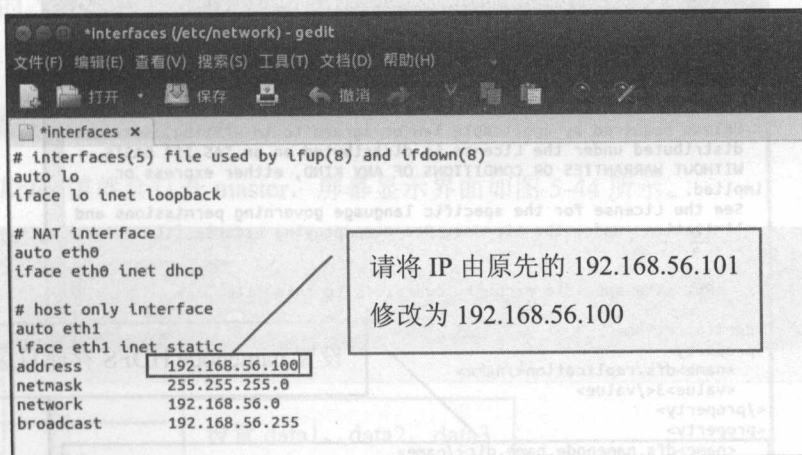 *interfaces (/etc/network) - gedit
文件(F) 编辑(E) 查看(V) 搜索(S) 工具(T) 文档(D) 帮助(H)
打开 保存 撤消
*interfaces ×
# interfaces(5) file used by ifup(8) and ifdown(8)
auto lo
iface lo inet loopback
# NAT interface
auto eth0
iface eth0 inet dhcp
# host only interface
auto eth1
iface eth1 inet static
address 192.168.56.100
netmask 255.255.255.0
network 192.168.56.0
broadcast 192.168.56.255
请将 IP 由原先的 192.168.56.101
修改为 192.168.56.100